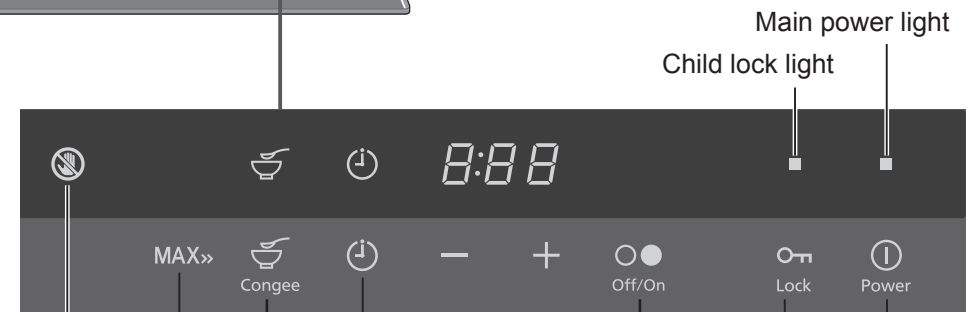 Main power light
Child lock light
8:88
MAX»
Congee
Off/On
Lock
Power